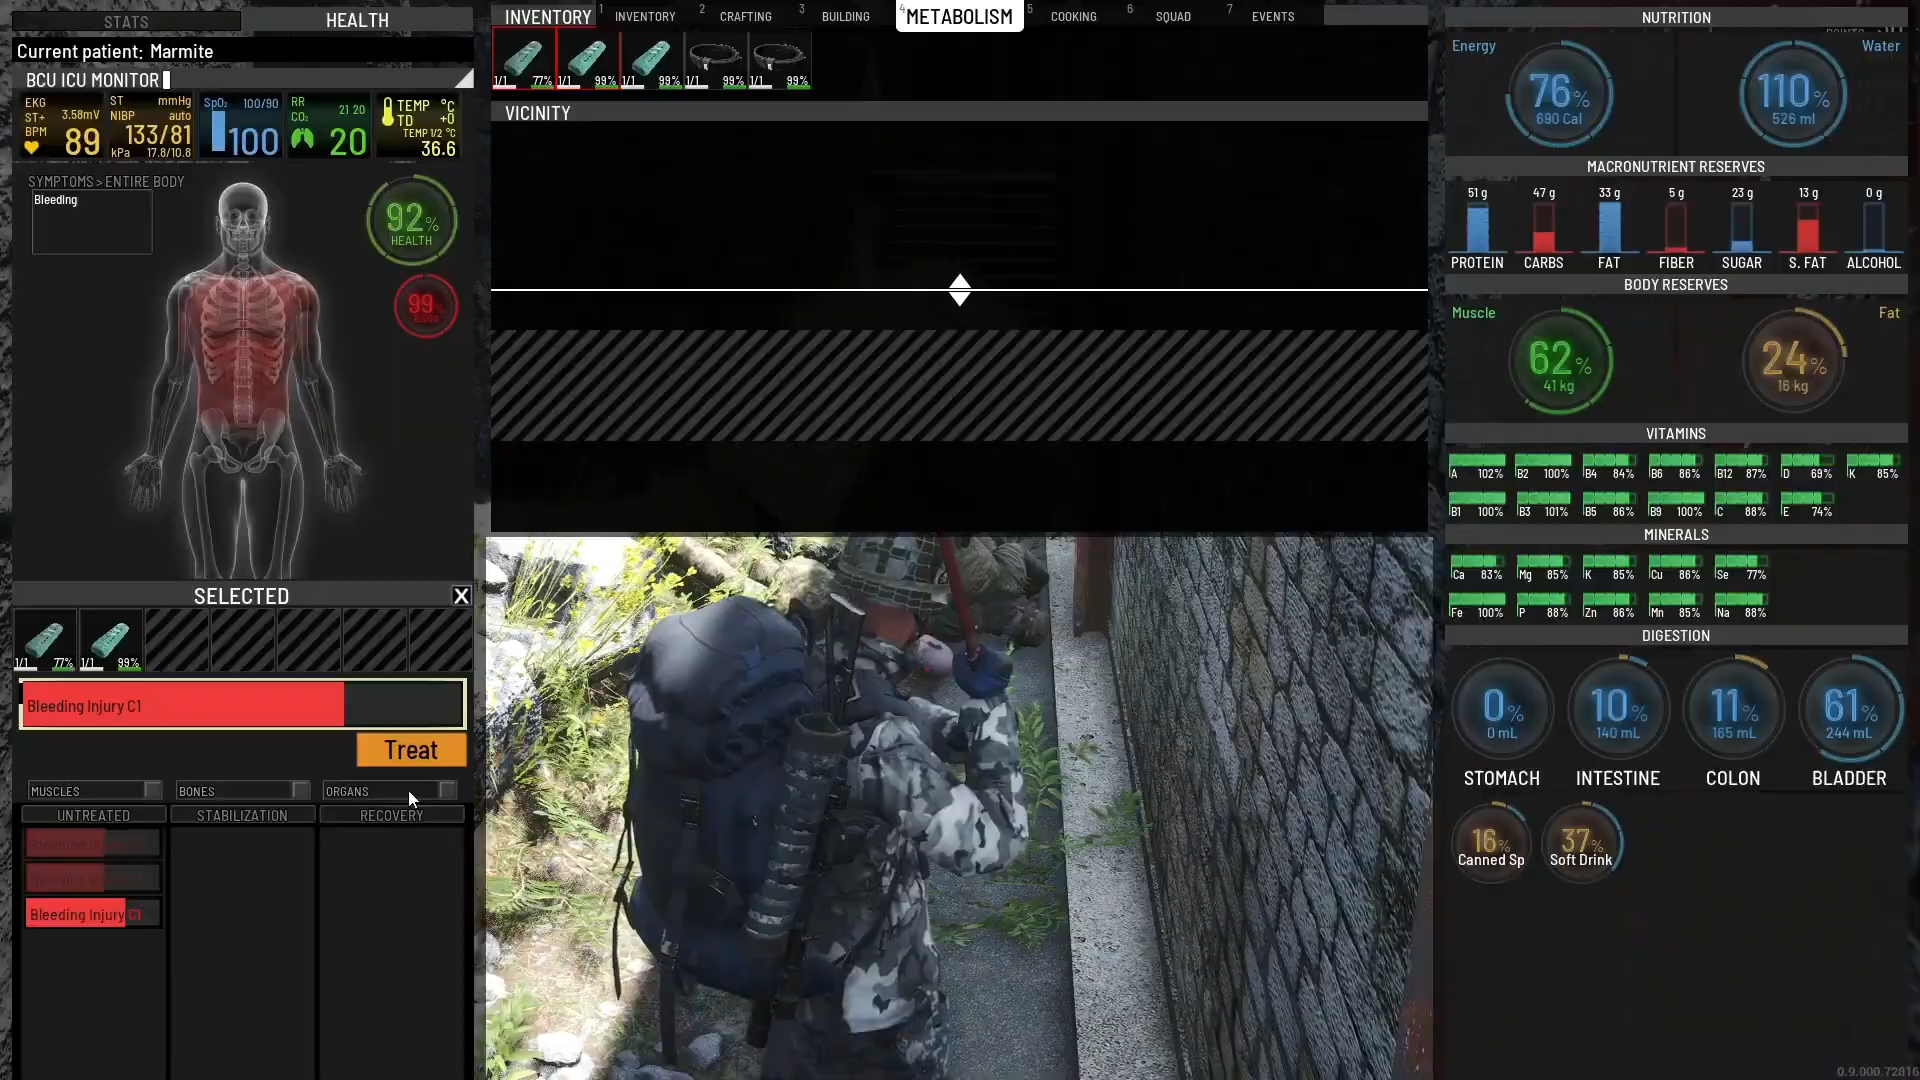 STATS
HEALTH
Current patient: Marmite
BCU ICU MONITOR
EKG
ST+
3.58mV
BPM
89
ST
mmHg
NIBP
auto
133/81
kPa
17.8/10.8
SpO₂
100/90
100
RR
21 20
CO₂
20
TEMP °C
TD +0
TEMP 1/2 °C
36.6
SYMPTOMS > ENTIRE BODY
Bleeding
92%
HEALTH
99
SELECTED
X
1/1 77%
1/1 99%
Bleeding Injury C1
Treat
MUSCLES
BONES
ORGANS
UNTREATED
STABILIZATION
RECOVERY
Bleeding Injury C1
INVENTORY
1 INVENTORY
2 CRAFTING
3 BUILDING
4 METABOLISM
5 COOKING
6 SQUAD
7 EVENTS
1/1 77%
1/1 99%
1/1 99%
1/1 99%
1/1 99%
VICINITY
NUTRITION
Energy
Water
76%
690 Cal
110%
526 ml
MACRONUTRIENT RESERVES
51 g
47 g
33 g
5 g
23 g
13 g
0 g
PROTEIN
CARBS
FAT
FIBER
SUGAR
S. FAT
ALCOHOL
BODY RESERVES
Muscle
Fat
62%
41 kg
24%
16 kg
VITAMINS
A 102%
B2 100%
B4 84%
B6 86%
B12 87%
D 69%
K 85%
B1 100%
B3 101%
B5 86%
B9 100%
C 88%
E 74%
MINERALS
Ca 83%
Mg 85%
K 85%
Cu 86%
Se 77%
Fe 100%
P 88%
Zn 86%
Mn 85%
Na 88%
DIGESTION
0%
0 mL
10%
140 mL
11%
165 mL
61%
244 mL
STOMACH
INTESTINE
COLON
BLADDER
16%
Canned Sp
37%
Soft Drink
0.9.000.72816